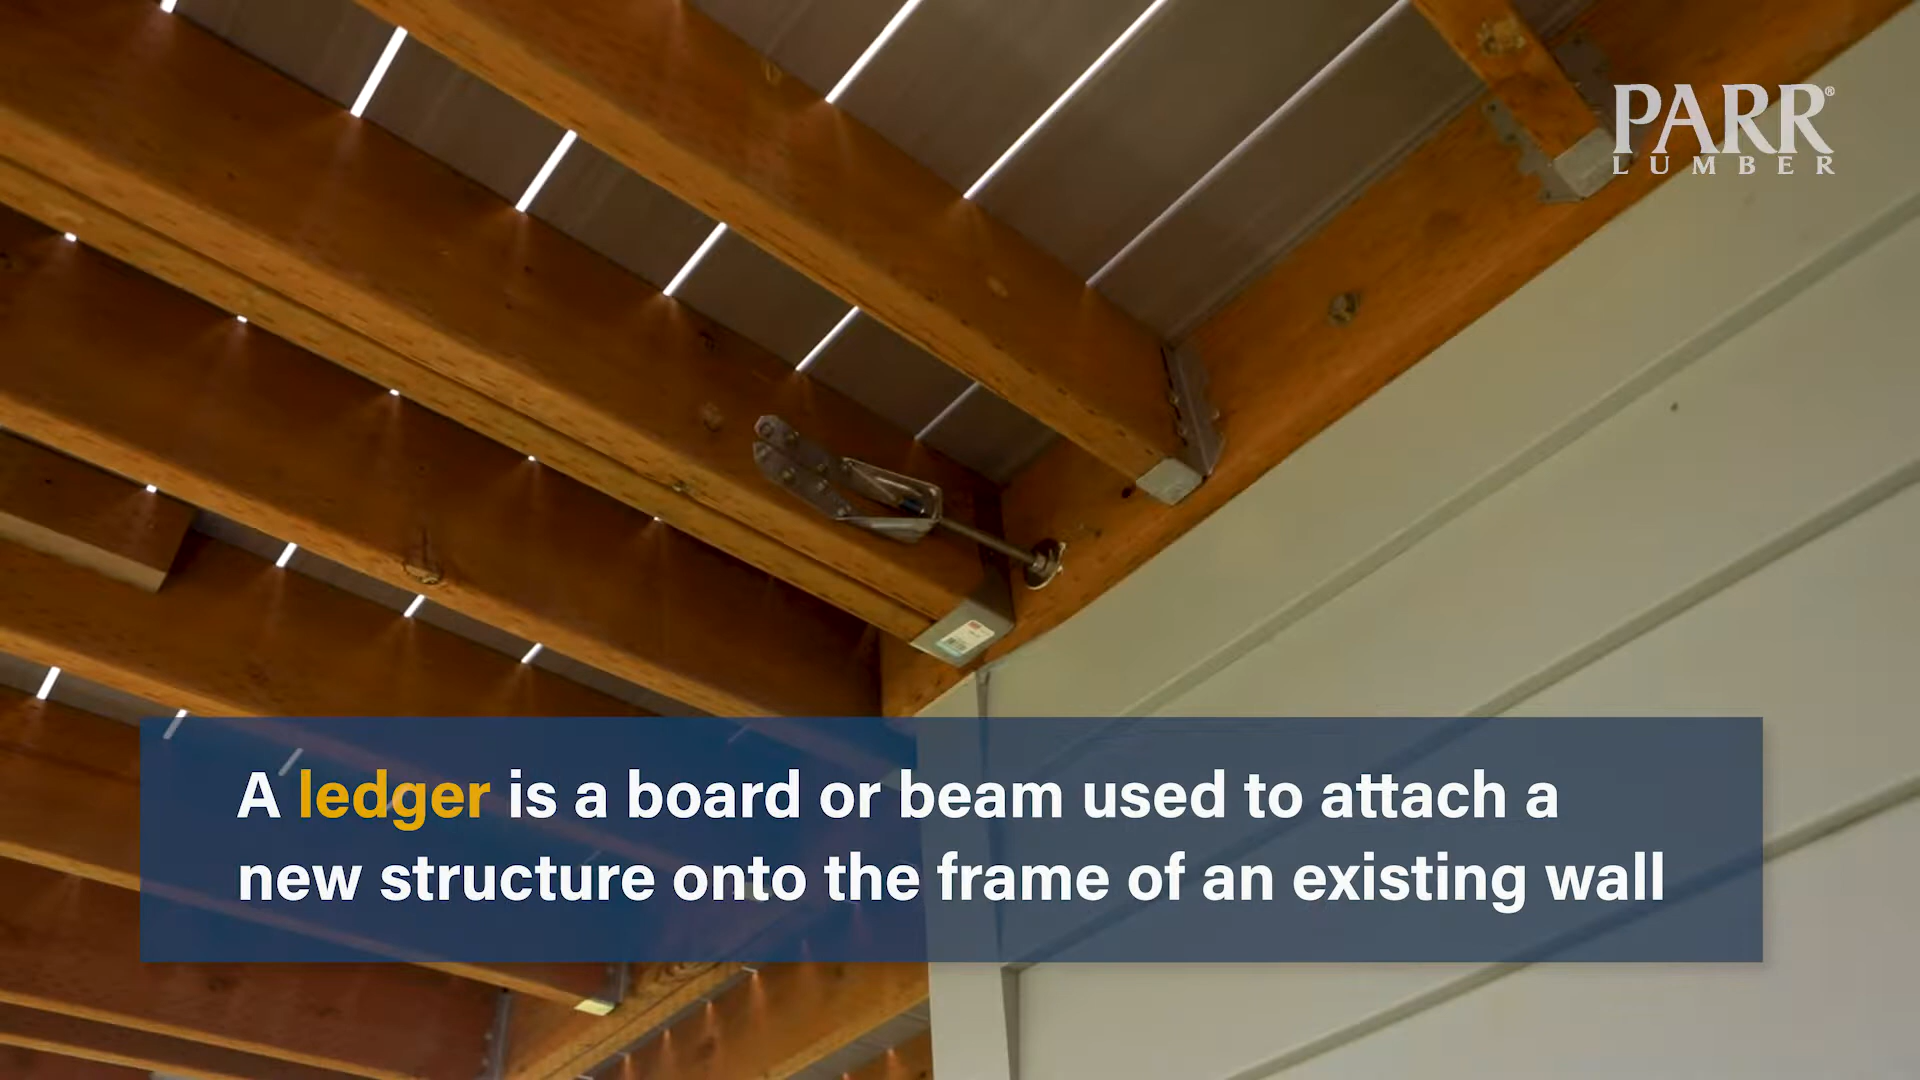 PARR®
LUMBER
A ledger is a board or beam used to attach a
new structure onto the frame of an existing wall